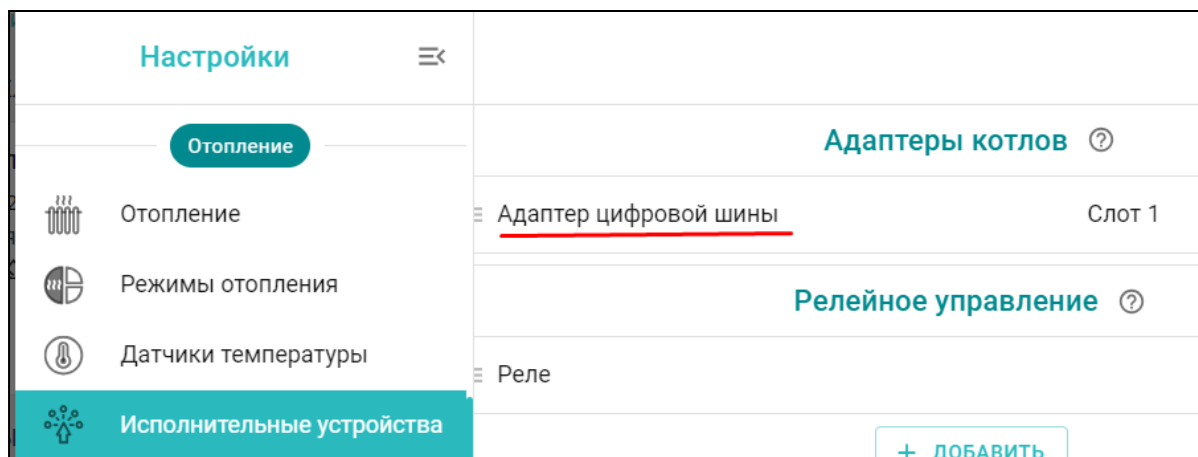 Настройки
Отопление
Отопление
Режимы отопления
Датчики температуры
Исполнительные устройства
Адаптеры котлов
Адаптер цифровой шины Слот 1
Релейное управление
Реле
+ ДОБАВИТЬ